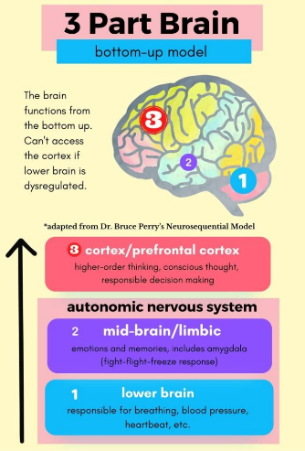 3 Part Brain
bottom-up model
The brain
functions from
the bottom up.
Can't access
the cortex if
lower brain is
dysregulated.
3
2
1
*adapted from Dr. Bruce Perry's Neurosequential Model
3 cortex/prefrontal cortex
higher-order thinking, conscious thought,
responsible decision making
autonomic nervous system
2 mid-brain/limbic
emotions and memories, includes amygdala
(fight-flight-freeze response)
1 lower brain
responsible for breathing, blood pressure,
heartbeat, etc.